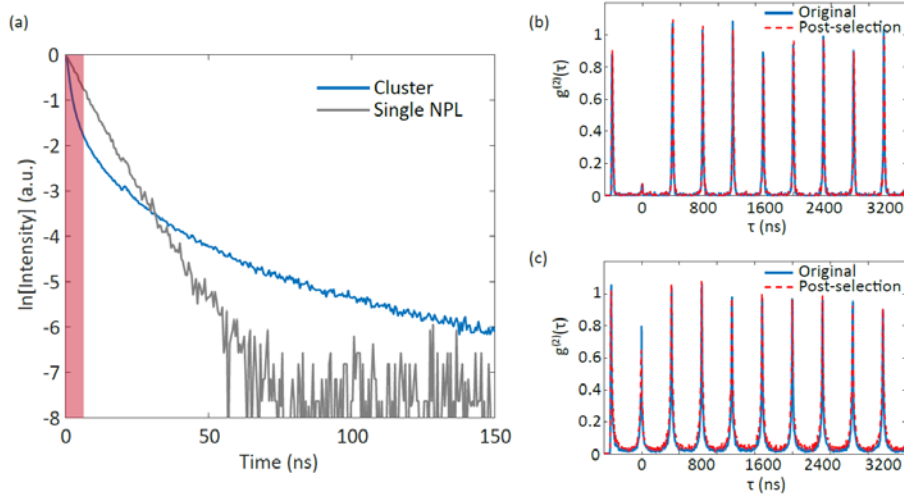 (a)
0
-1
-2
-3
-4
-5
-6
-7
-8
ln[Intensity] (a.u.)
Cluster
Single NPL
0
50
100
150
Time (ns)
(b)
Original
Post-selection
1
0.8
0.6
0.4
0.2
0
g⁽²⁾(τ)
0
800
1600
2400
3200
τ (ns)
(c)
Original
Post-selection
1
0.8
0.6
0.4
0.2
0
g⁽²⁾(τ)
0
800
1600
2400
3200
τ (ns)